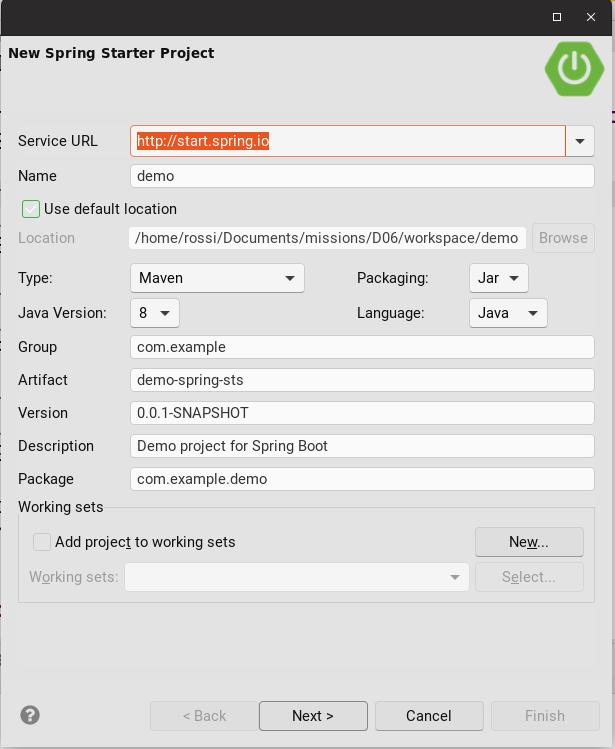 New Spring Starter Project
Service URL http://start.spring.io
Name demo
Use default location
Location /home/rossi/Documents/missions/D06/workspace/demo Browse
Type: Maven Packaging: Jar
Java Version: 8 Language: Java
Group com.example
Artifact demo-spring-sts
Version 0.0.1-SNAPSHOT
Description Demo project for Spring Boot
Package com.example.demo
Working sets
Add project to working sets New...
Working sets: Select...
? < Back Next > Cancel Finish